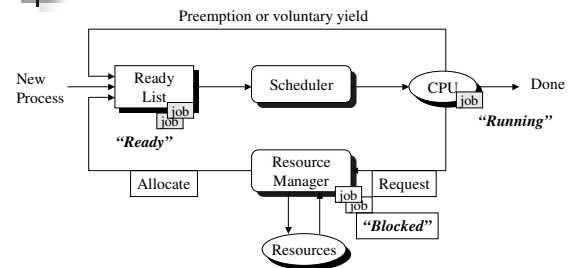 Preemption or voluntary yield
New
Process
Ready
List
job
job
"Ready"
Scheduler
CPU
job
Done
"Running"
Resource
Manager
job
job
"Blocked"
Allocate
Request
Resources